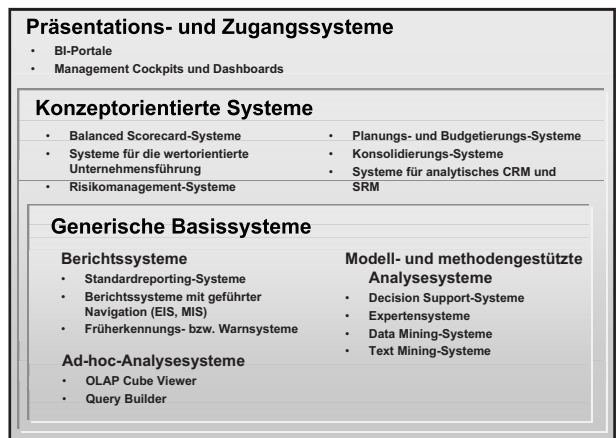 Präsentations- und Zugangssysteme
• BI-Portale
• Management Cockpits und Dashboards
Konzeptorientierte Systeme
• Balanced Scorecard-Systeme
• Systeme für die wertorientierte
Unternehmensführung
• Risikomanagement-Systeme
• Planungs- und Budgetierungs-Systeme
• Konsolidierungs-Systeme
• Systeme für analytisches CRM und
SRM
Generische Basissysteme
Berichtssysteme
• Standardreporting-Systeme
• Berichtssysteme mit geführter
Navigation (EIS, MIS)
• Früherkennungs- bzw. Warnsysteme
Ad-hoc-Analysesysteme
• OLAP Cube Viewer
• Query Builder
Modell- und methodengestützte
Analysesysteme
• Decision Support-Systeme
• Expertensysteme
• Data Mining-Systeme
• Text Mining-Systeme